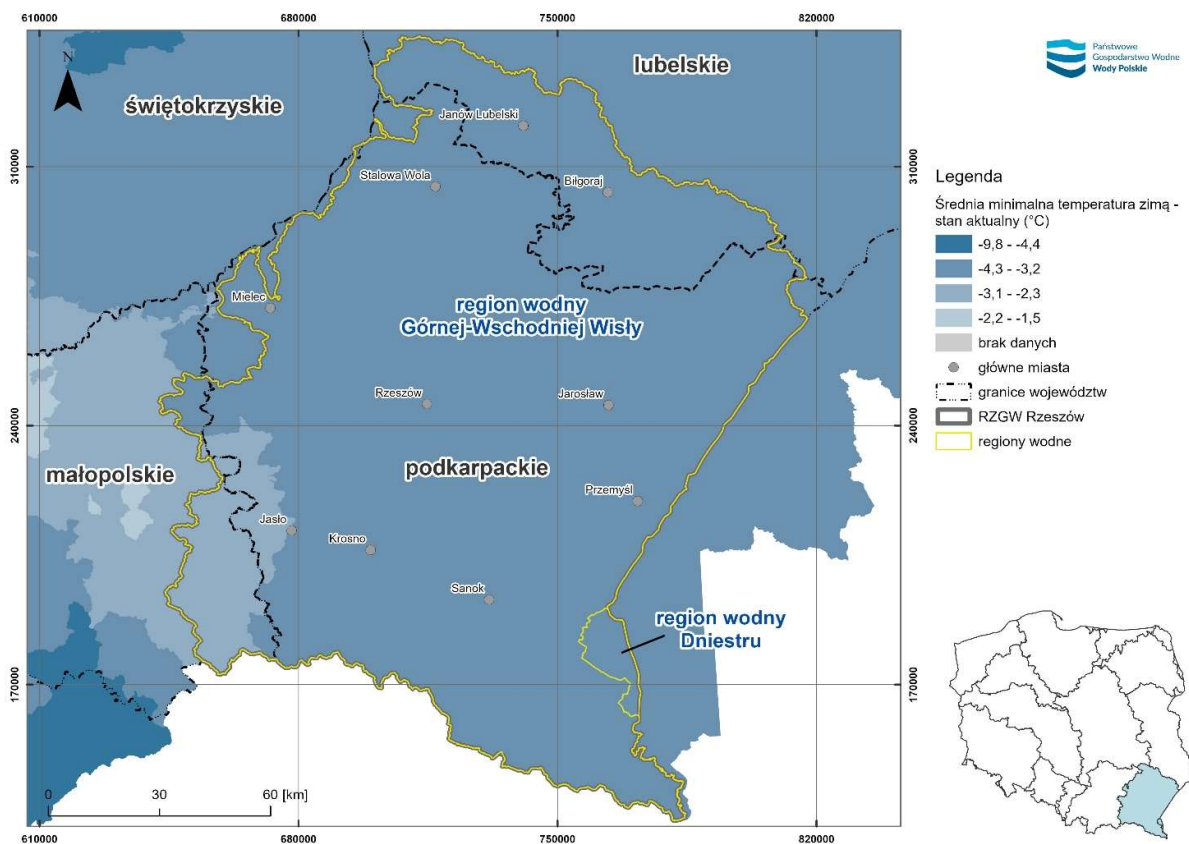 610000
680000
750000
820000
Państwowe
Gospodarstwo Wodne
Wody Polskie
N
lubelskie
świętokrzyskie
Janów Lubelski
310000
310000
Stalowa Wola
Biłgoraj
Legenda
Średnia minimalna temperatura zimą -
stan aktualny (°C)
-9,8 - -4,4
-4,3 - -3,2
-3,1 - -2,3
-2,2 - -1,5
brak danych
główne miasta
granice województw
RZGW Rzeszów
regiony wodne
Mielec
region wodny
Górnej-Wschodniej Wisły
Rzeszów
Jarosław
240000
240000
małopolskie
podkarpackie
Przemyśl
Jasło
Krosno
Sanok
region wodny
Dniestru
170000
170000
0
30
60 [km]
610000
680000
750000
820000